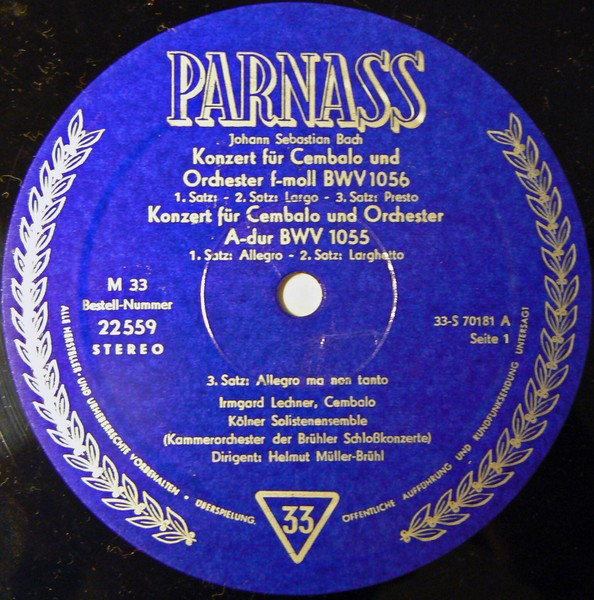 PARNASS
Johann Sebastian Bach
Konzert für Cembalo und
Orchester f-moll BWV 1056
1. Satz: - 2. Satz: Largo - 3. Satz: Presto
Konzert für Cembalo und Orchester
A-dur BWV 1055
1. Satz: Allegro - 2. Satz: Larghetto
M 33
Bestell-Nummer
22559
STEREO
33-S 70181 A
Seite 1
3. Satz: Allegro ma non tanto
Irmgard Lechner, Cembalo
Kölner Solistenensemble
(Kammerorchester der Brühler Schloßkonzerte)
Dirigent: Helmut Müller-Brühl
ALLE HERSTELLER- UND URHEBERRECHTE VORBEHALTEN • ÜBERSPIELUNG, ÖFFENTLICHE AUFFÜHRUNG UND RUNDFUNKSENDUNG UNTERSAGT
33